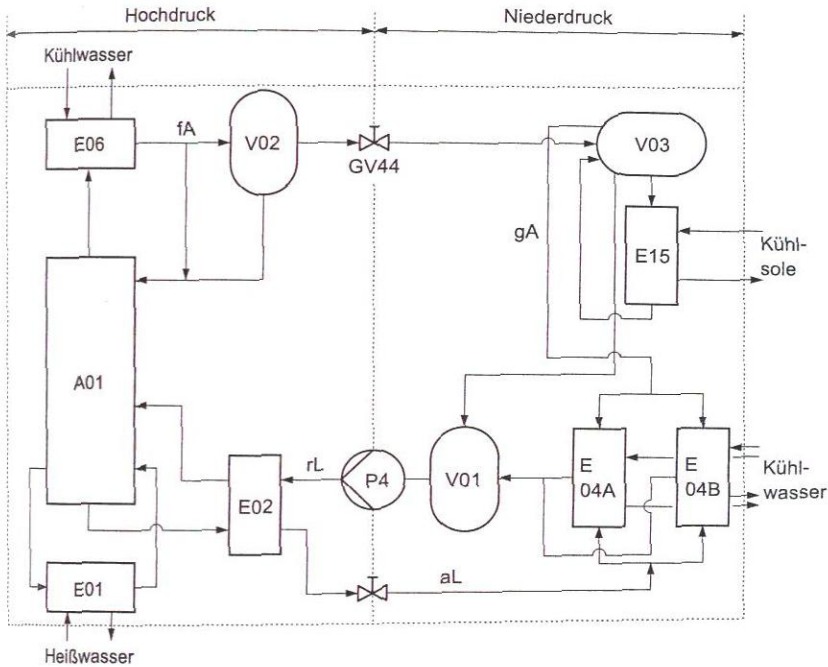 Hochdruck
Niederdruck
Kühlwasser
fA
V02
E06
GV44
V03
gA
E15
Kühl-
sole
A01
rL
P4
V01
E
04A
E
04B
Kühl-
wasser
E02
E01
aL
Heißwasser